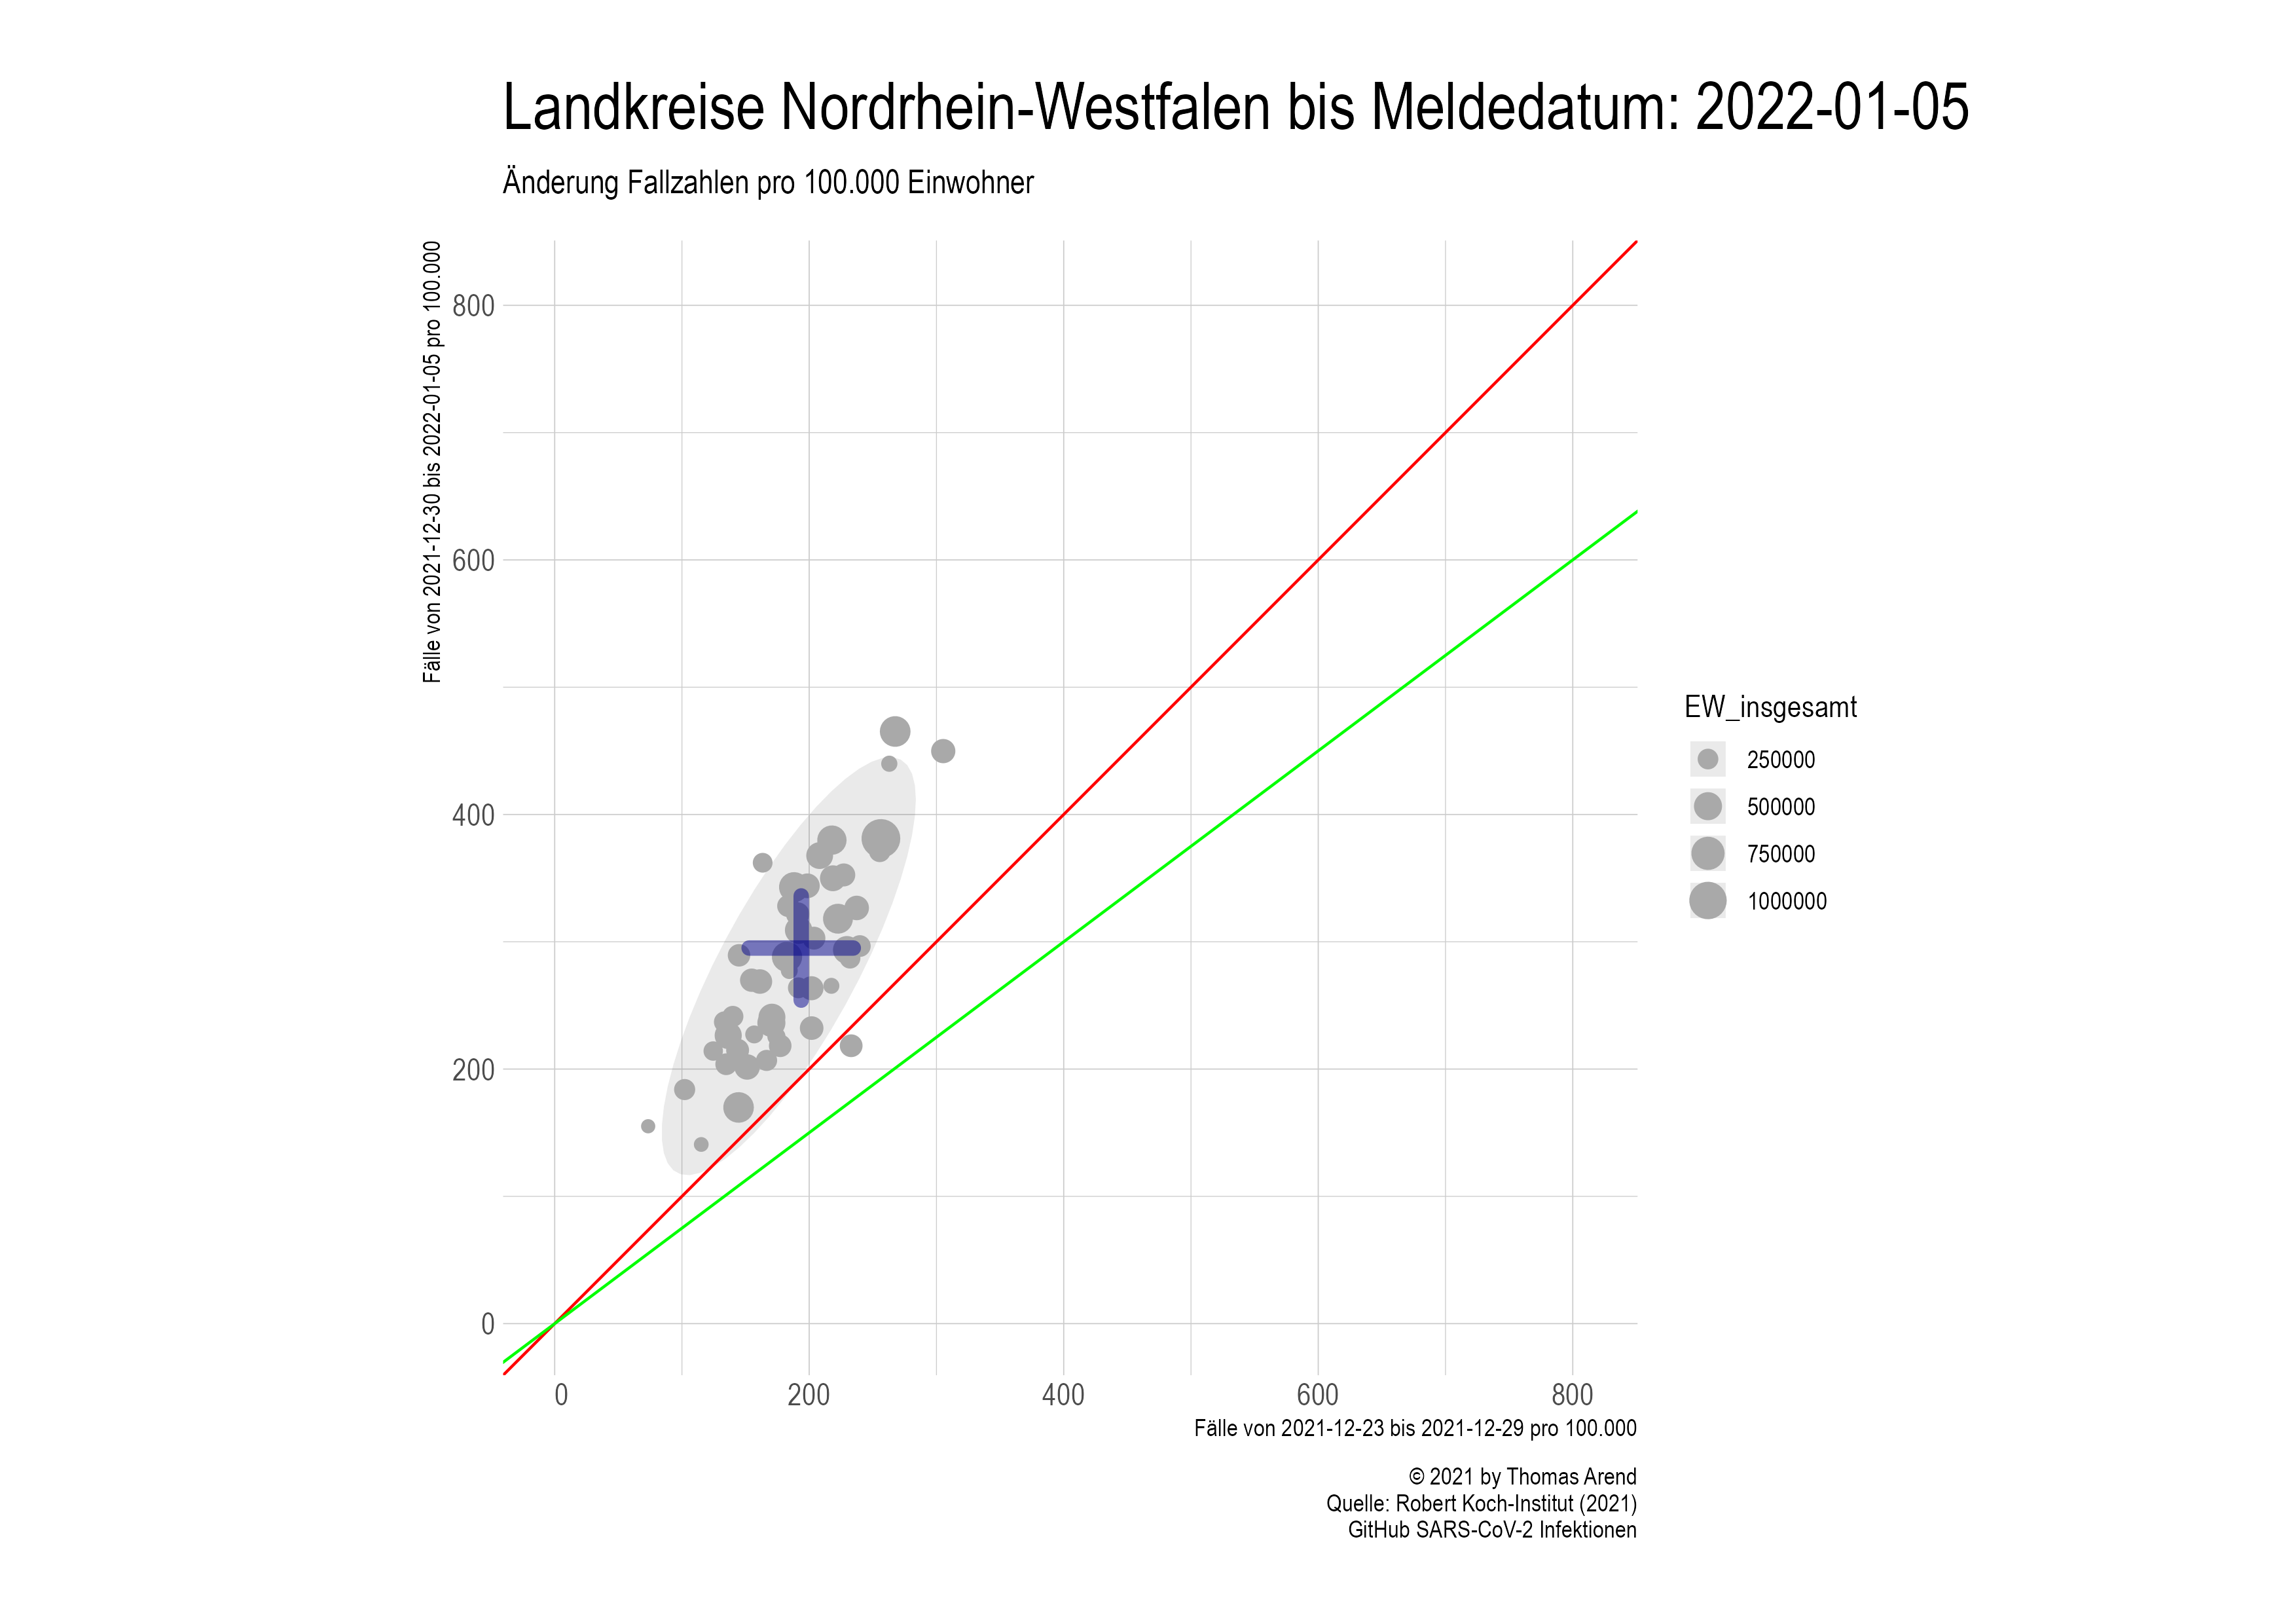 Landkreise Nordrhein-Westfalen bis Meldedatum: 2022-01-05
Änderung Fallzahlen pro 100.000 Einwohner
Fälle von 2021-12-30 bis 2022-01-05 pro 100.000
800
600
400
200
0
0
200
400
600
800
Fälle von 2021-12-23 bis 2021-12-29 pro 100.000
EW_insgesamt
250000
500000
750000
1000000
© 2021 by Thomas Arend
Quelle: Robert Koch-Institut (2021)
GitHub SARS-CoV-2 Infektionen